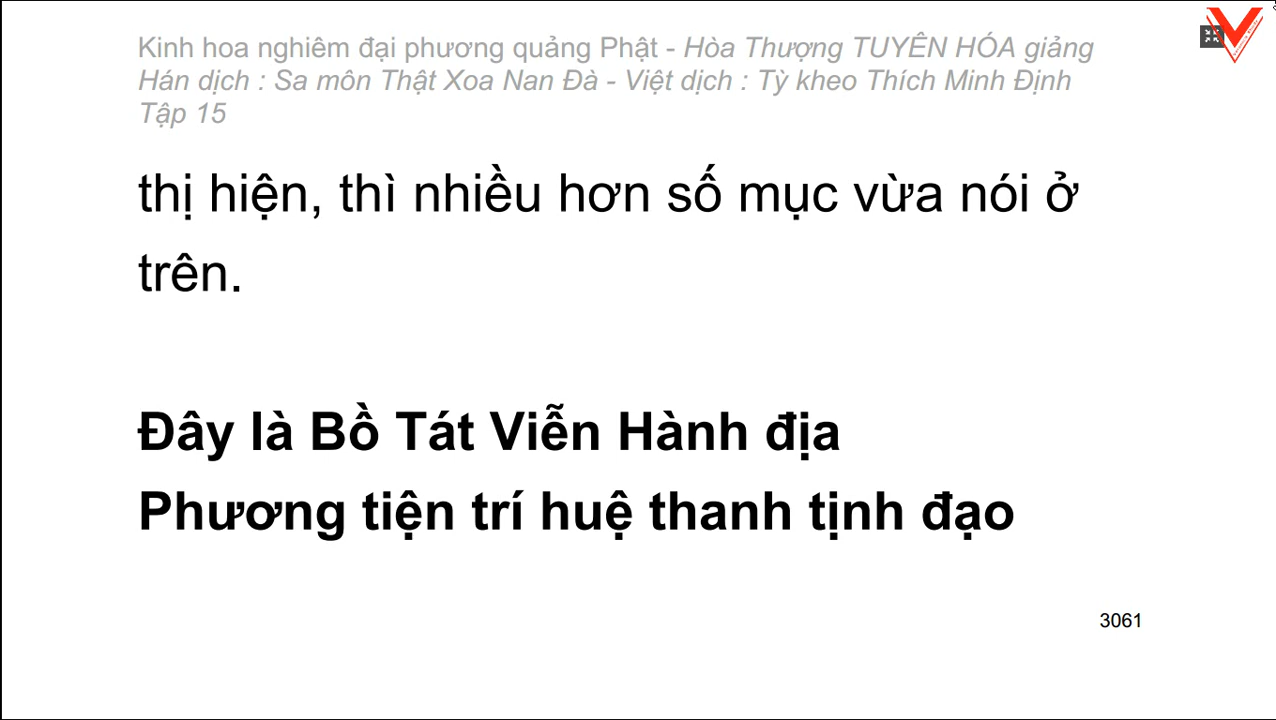 Kinh hoa nghiêm đại phương quảng Phật - Hòa Thượng TUYÊN HÓA giảng
Hán dịch : Sa môn Thật Xoa Nan Đà - Việt dịch : Tỳ kheo Thích Minh Định
Tập 15
thị hiện, thì nhiều hơn số mục vừa nói ở
trên.
Đây là Bồ Tát Viễn Hành địa
Phương tiện trí huệ thanh tịnh đạo
3061